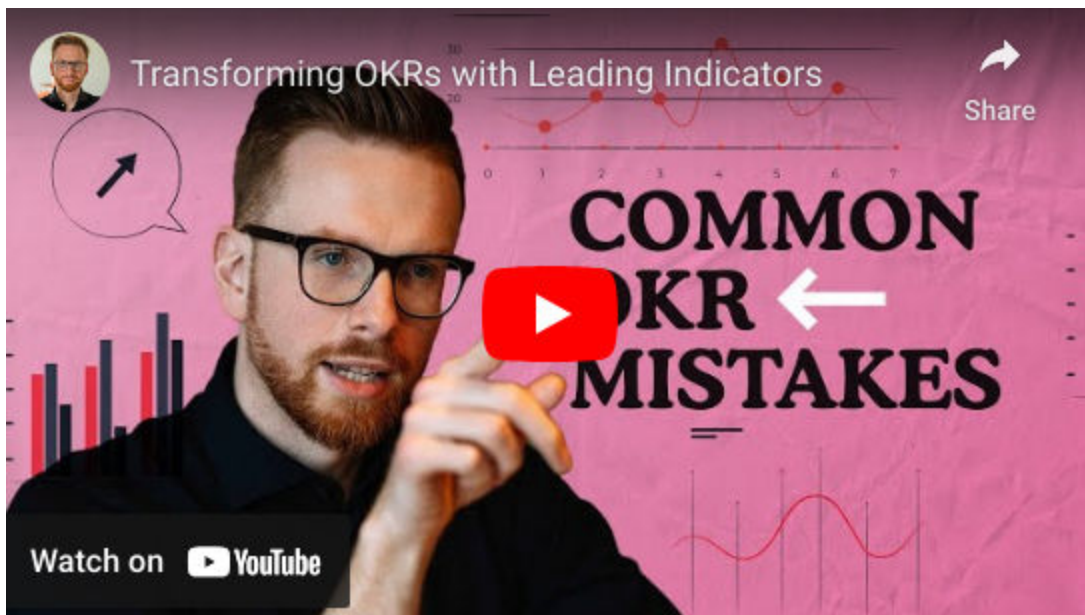 Transforming OKRs with Leading Indicators
Share
30
20
0 1 2 3 4 5 6 7
COMMON
OKR
MISTAKES
Watch on YouTube